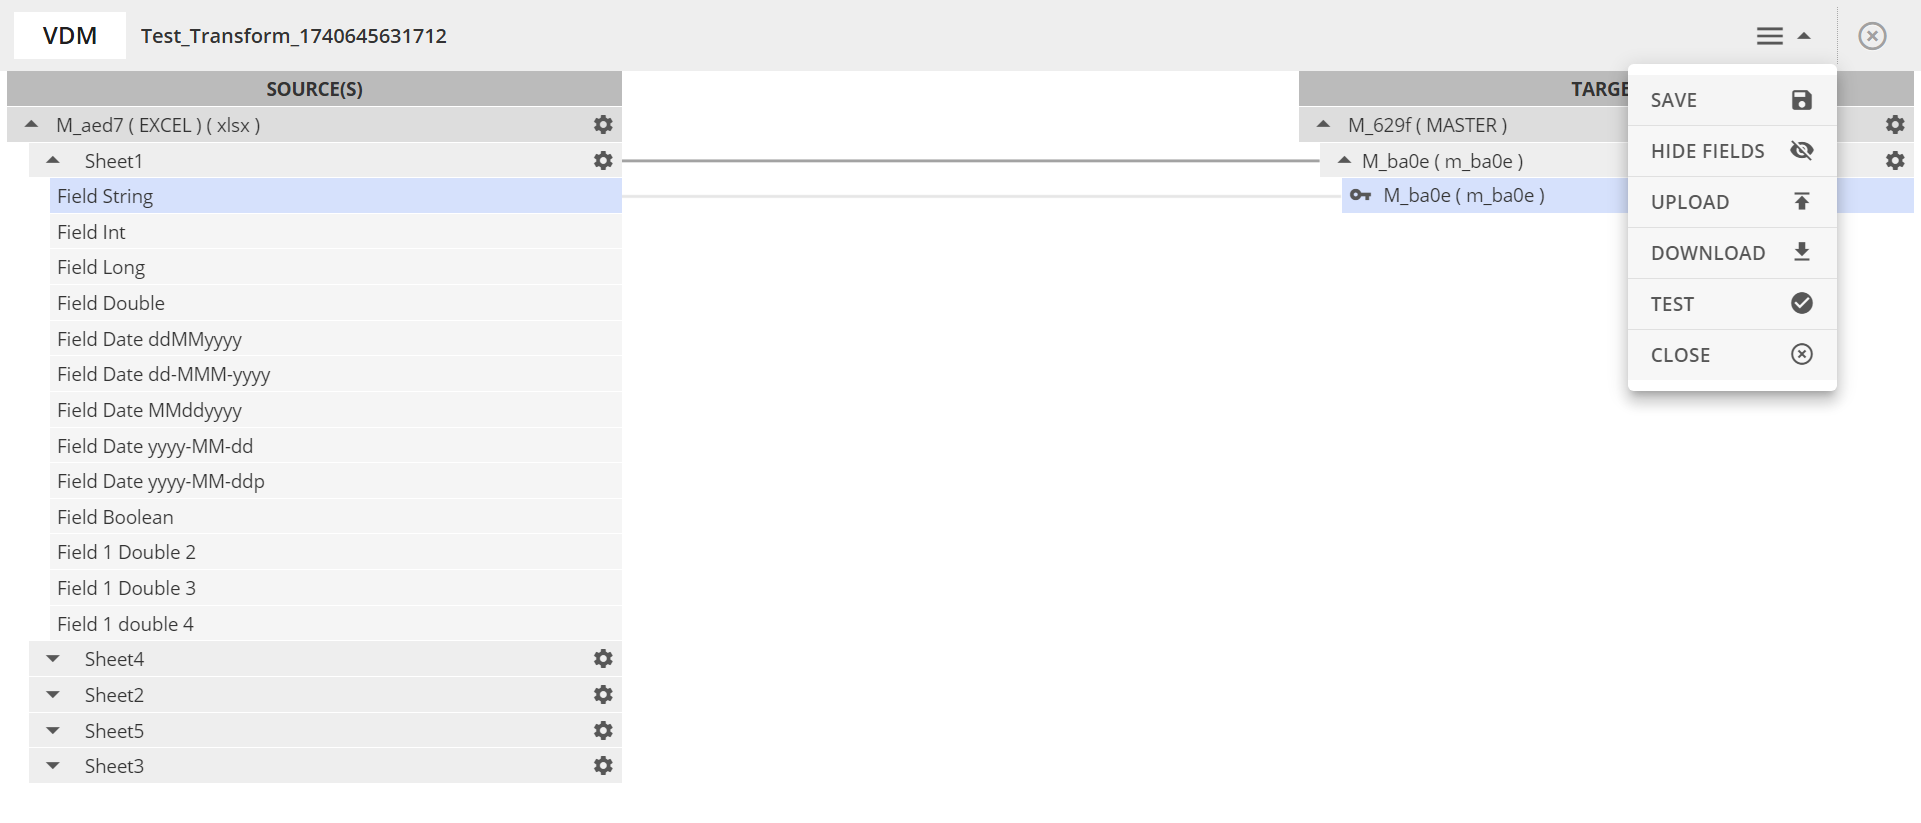 VDM Test_Transform_1740645631712
SOURCE(S)
M_aed7 ( EXCEL ) ( xlsx )
Sheet1
Field String
Field Int
Field Long
Field Double
Field Date ddMMyyyy
Field Date dd-MMM-yyyy
Field Date MMddyyyy
Field Date yyyy-MM-dd
Field Date yyyy-MM-ddp
Field Boolean
Field 1 Double 2
Field 1 Double 3
Field 1 double 4
Sheet4
Sheet2
Sheet5
Sheet3
M_629f ( MASTER )
M_ba0e ( m_ba0e )
M_ba0e ( m_ba0e )
SAVE
HIDE FIELDS
UPLOAD
DOWNLOAD
TEST
CLOSE